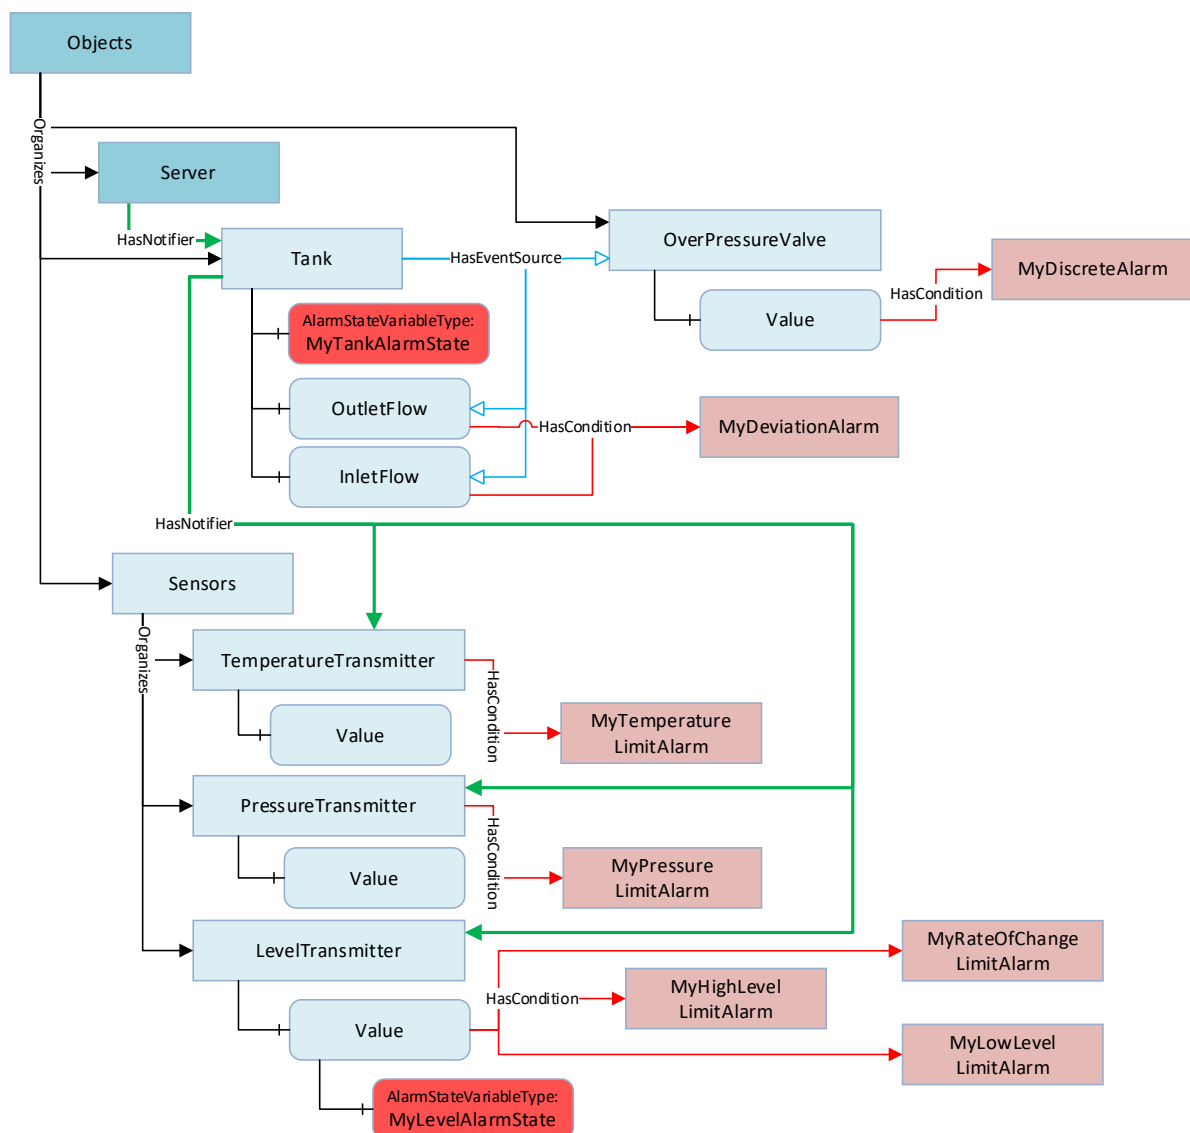 Objects
Organizes
Server
HasNotifier
Tank
HasEventSource
OverPressureValve
MyDiscreteAlarm
HasCondition
Value
AlarmStateVariableType:
MyTankAlarmState
OutletFlow
HasCondition
MyDeviationAlarm
InletFlow
HasNotifier
Sensors
Organizes
TemperatureTransmitter
HasCondition
Value
MyTemperature
LimitAlarm
PressureTransmitter
HasCondition
Value
MyPressure
LimitAlarm
LevelTransmitter
MyRateOfChange
LimitAlarm
HasCondition
MyHighLevel
LimitAlarm
Value
MyLowLevel
LimitAlarm
AlarmStateVariableType:
MyLevelAlarmState